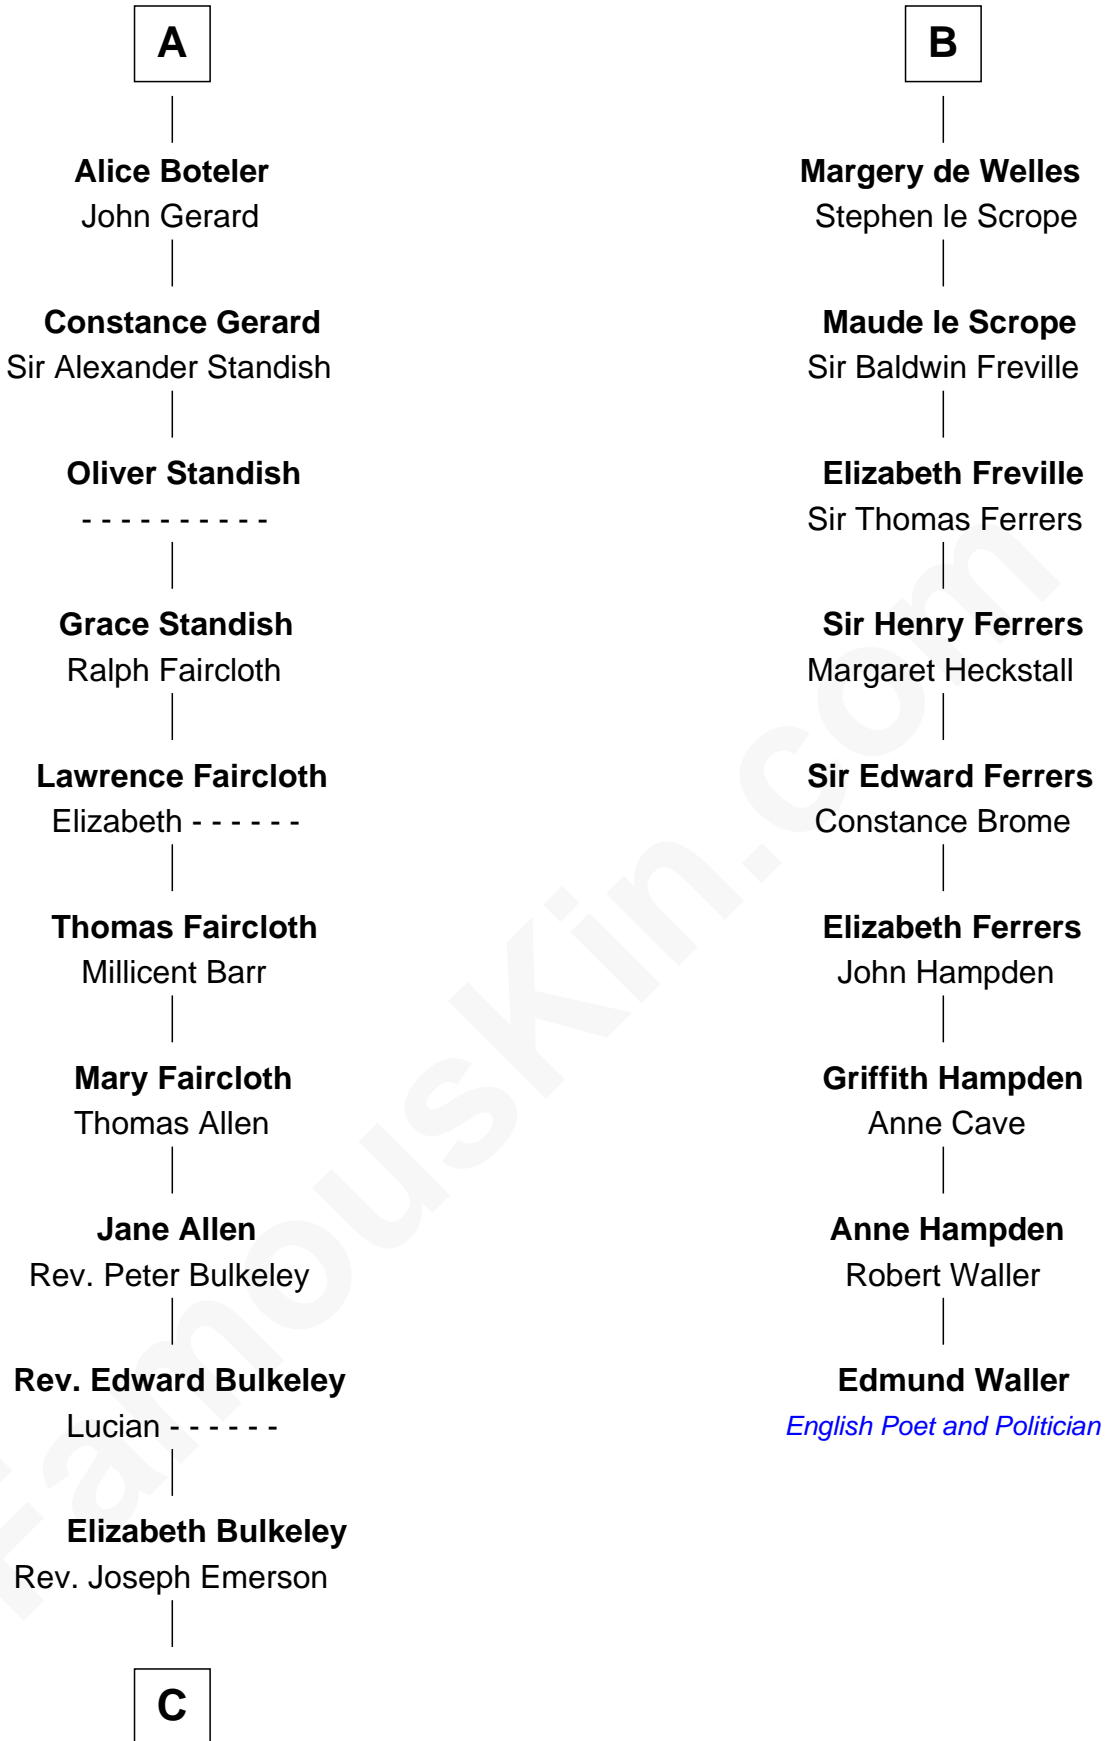 A
Alice Boteler
John Gerard
Constance Gerard
Sir Alexander Standish
Oliver Standish
- - - - - - - - - -
Grace Standish
Ralph Faircloth
Lawrence Faircloth
Elizabeth - - - - - -
Thomas Faircloth
Millicent Barr
Mary Faircloth
Thomas Allen
Jane Allen
Rev. Peter Bulkeley
Rev. Edward Bulkeley
Lucian - - - - - -
Elizabeth Bulkeley
Rev. Joseph Emerson
C
B
Margery de Welles
Stephen le Scrope
Maude le Scrope
Sir Baldwin Freville
Elizabeth Freville
Sir Thomas Ferrers
Sir Henry Ferrers
Margaret Heckstall
Sir Edward Ferrers
Constance Brome
Elizabeth Ferrers
John Hampden
Griffith Hampden
Anne Cave
Anne Hampden
Robert Waller
Edmund Waller
English Poet and Politician
FamousKin.com